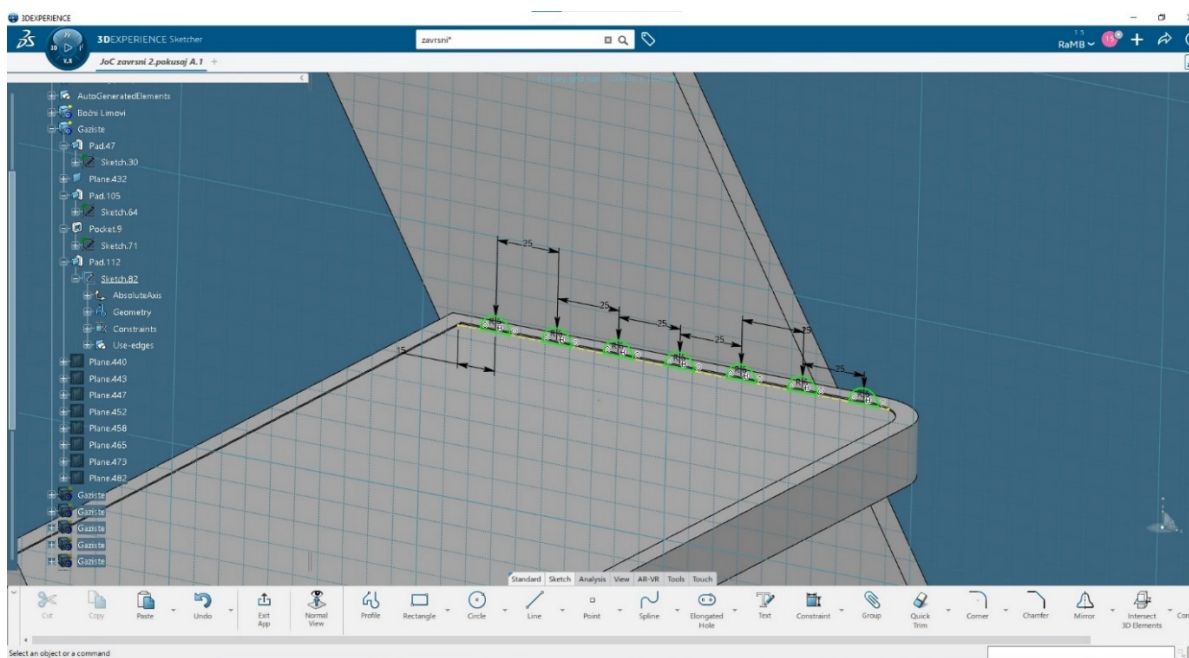 3DEXPERIENCE
3DEXPERIENCE Sketcher
zavrsni*
RaMB
JoC zavrsni 2.pokusaj A.1
AutoGeneratedElements
Bočni Limovi
Gaziste
Pad.47
Sketch.30
Plane.432
Pad.105
Sketch.64
Pocket.9
Sketch.71
Pad.112
Sketch.82
AbsoluteAxis
Geometry
Constraints
Use-edges
Plane.440
Plane.443
Plane.447
Plane.452
Plane.458
Plane.465
Plane.473
Plane.482
Gaziste
Gaziste
Gaziste
Gaziste
Gaziste
25
25
25
25
25
25
15
Standard Sketch Analysis View AR-VR Tools Touch
Cut Copy Paste Undo Exit App Normal View Profile Rectangle Circle Line Point Spline Elongated Hole Text Constraint Group Quick Trim Corner Chamfer Mirror Intersect 3D Elements
Select an object or a command